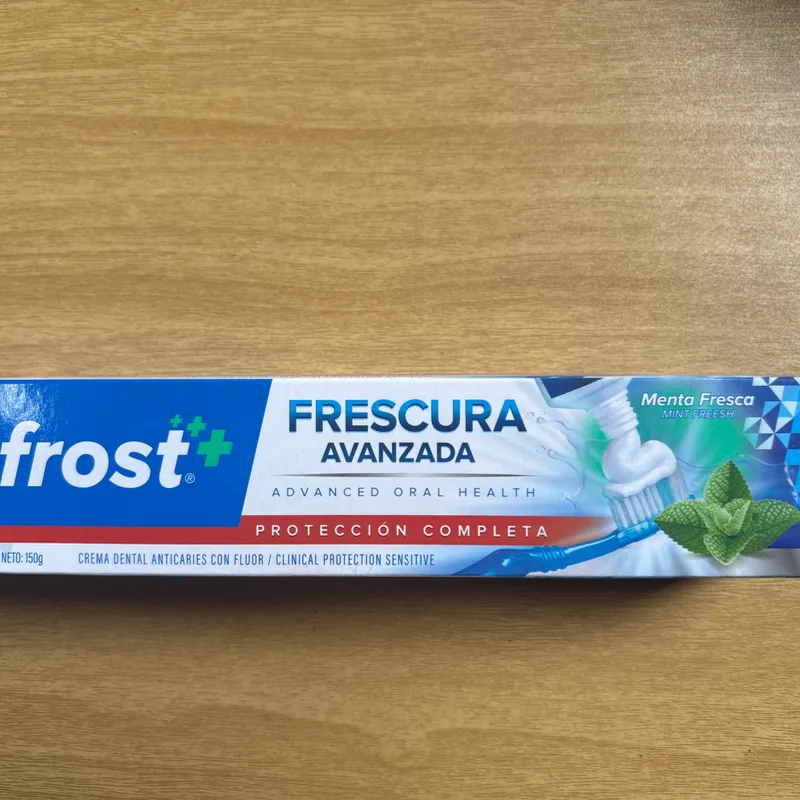 frost®
FRESCURA
AVANZADA
ADVANCED ORAL HEALTH
PROTECCIÓN COMPLETA
NETO: 150g
CREMA DENTAL ANTICARIES CON FLUOR / CLINICAL PROTECTION SENSITIVE
Menta Fresca
MINT FREESH